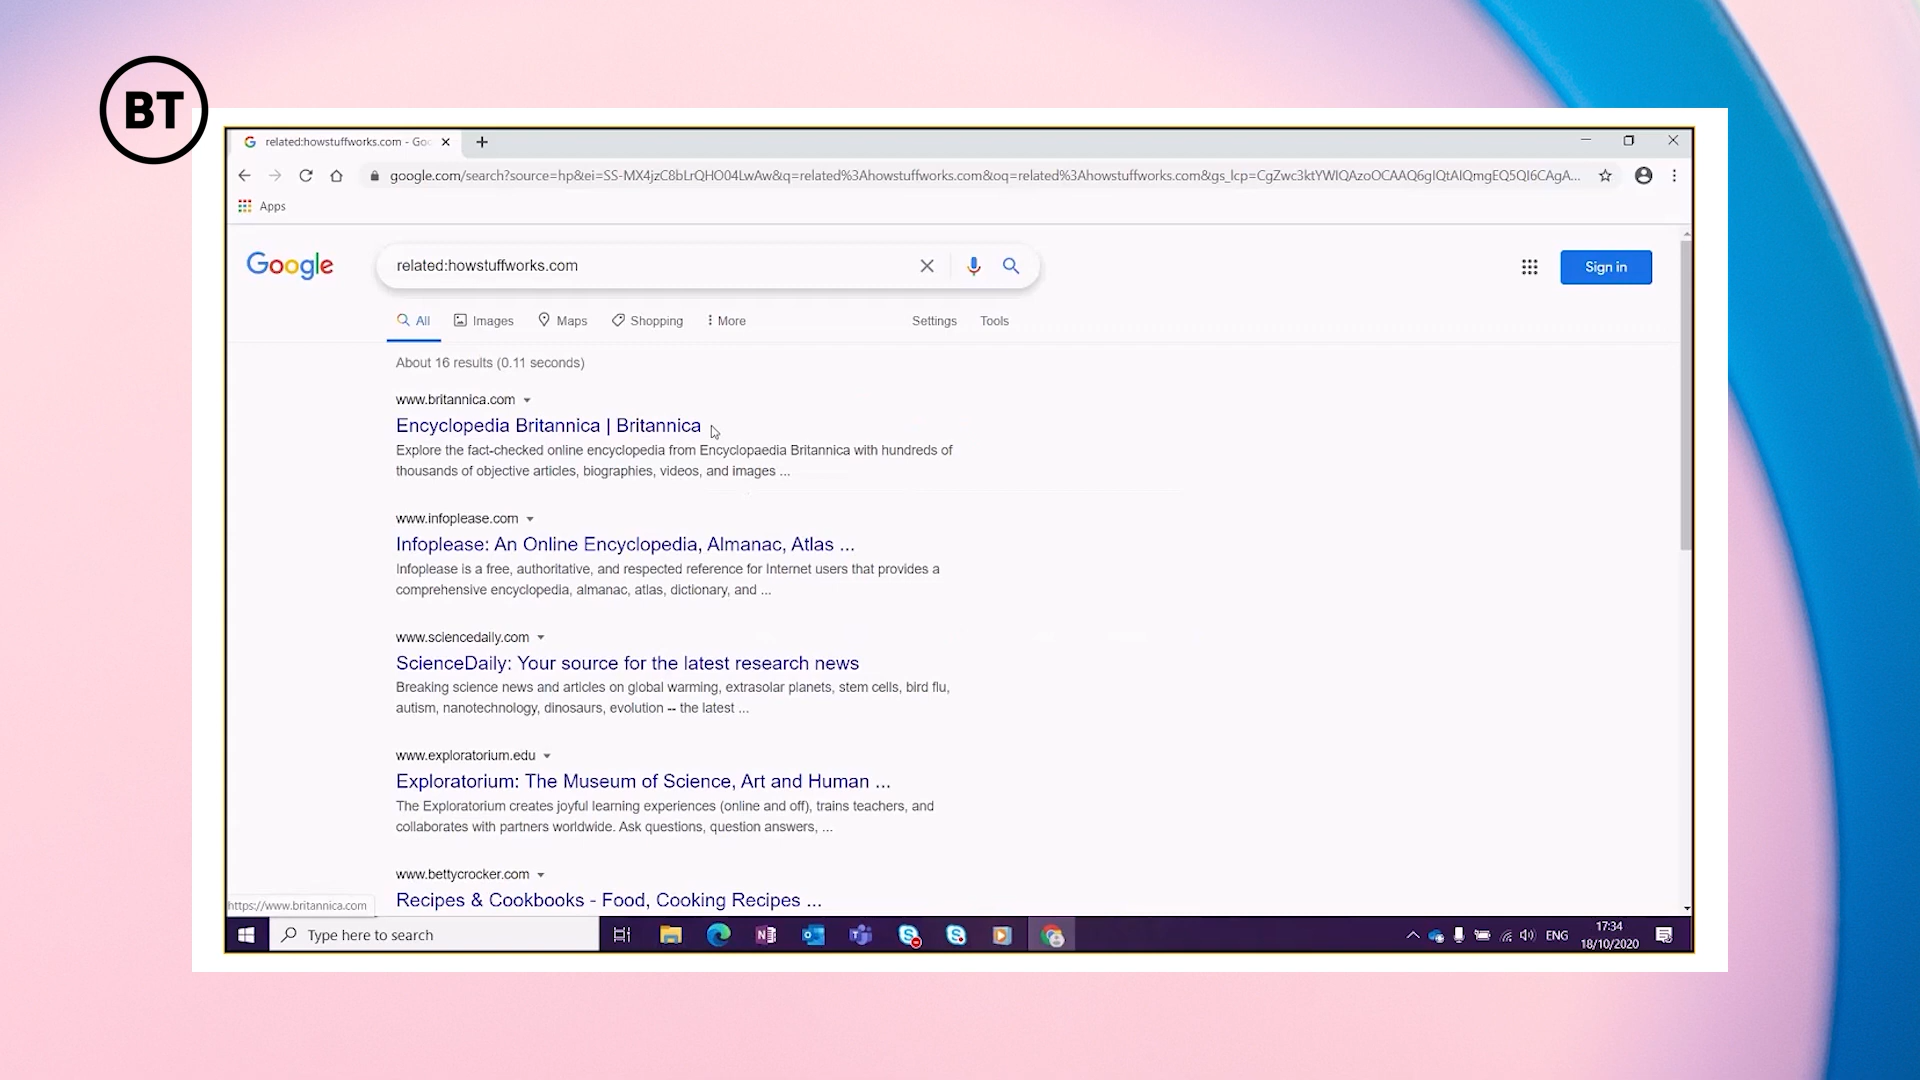 BT
related:howstuffworks.com - Goo
google.com/search?source=hp&ei=SS-MX4jzC8bLrQHO04LwAw&q=related%3Ahowstuffworks.com&oq=related%3Ahowstuffworks.com&gs_lcp=CgZwc3ktYWIQAzoOCAAQ6gIQtAIQmgEQ5QI6CAgA...
Apps
Google
related:howstuffworks.com
Sign in
All Images Maps Shopping More Settings Tools
About 16 results (0.11 seconds)
www.britannica.com
Encyclopedia Britannica | Britannica
Explore the fact-checked online encyclopedia from Encyclopaedia Britannica with hundreds of
thousands of objective articles, biographies, videos, and images ...
www.infoplease.com
Infoplease: An Online Encyclopedia, Almanac, Atlas ...
Infoplease is a free, authoritative, and respected reference for Internet users that provides a
comprehensive encyclopedia, almanac, atlas, dictionary, and ...
www.sciencedaily.com
ScienceDaily: Your source for the latest research news
Breaking science news and articles on global warming, extrasolar planets, stem cells, bird flu,
autism, nanotechnology, dinosaurs, evolution -- the latest ...
www.exploratorium.edu
Exploratorium: The Museum of Science, Art and Human ...
The Exploratorium creates joyful learning experiences (online and off), trains teachers, and
collaborates with partners worldwide. Ask questions, question answers, ...
www.bettycrocker.com
Recipes & Cookbooks - Food, Cooking Recipes ...
https://www.britannica.com
Type here to search
ENG
17:34
18/10/2020